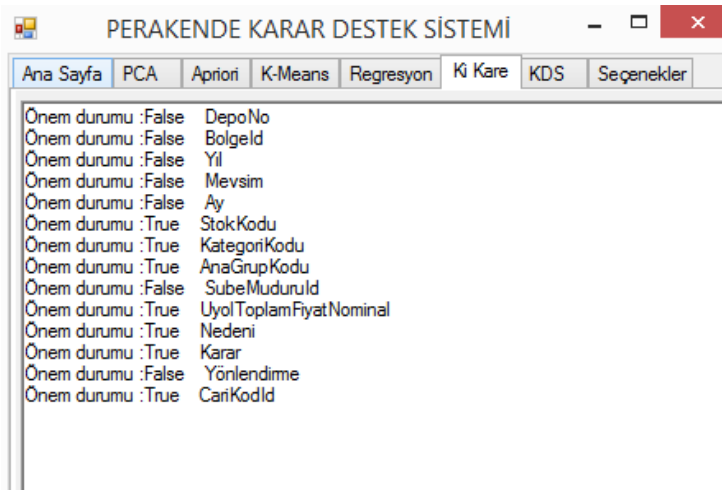 PERAKENDE KARAR DESTEK SİSTEMİ
Ana Sayfa PCA Apriori K-Means Regresyon Ki Kare KDS Seçenekler
Önem durumu :False DepoNo
Önem durumu :False BolgeId
Önem durumu :False Yıl
Önem durumu :False Mevsim
Önem durumu :False Ay
Önem durumu :True StokKodu
Önem durumu :True KategoriKodu
Önem durumu :True AnaGrupKodu
Önem durumu :False SubeMuduruId
Önem durumu :True UyolToplamFiyatNominal
Önem durumu :True Nedeni
Önem durumu :True Karar
Önem durumu :False Yönlendirme
Önem durumu :True CariKodId